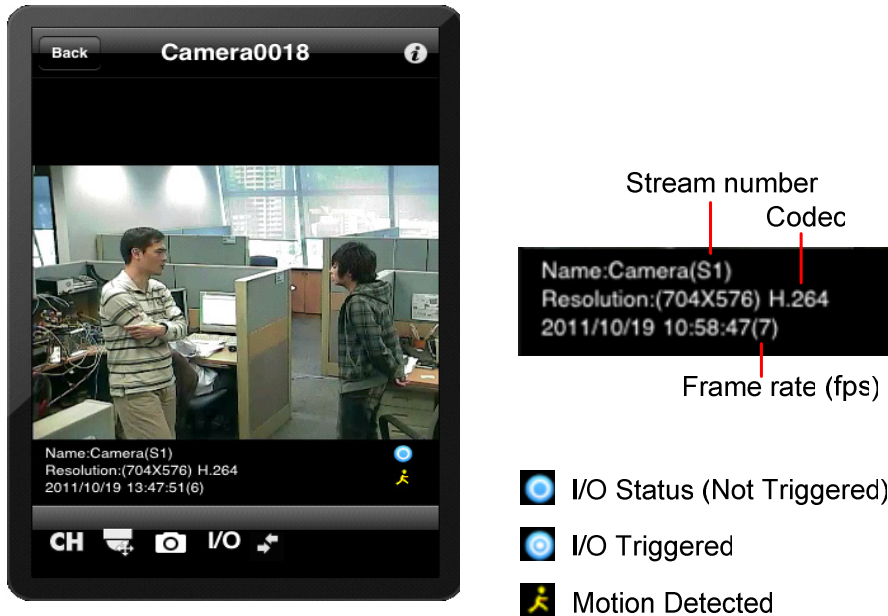 Back
Camera0018
Name:Camera(S1)
Resolution:(704X576) H.264
2011/10/19 13:47:51(6)
CH
I/O
Stream number
Codec
Name:Camera(S1)
Resolution:(704X576) H.264
2011/10/19 10:58:47(7)
Frame rate (fps)
I/O Status (Not Triggered)
I/O Triggered
Motion Detected